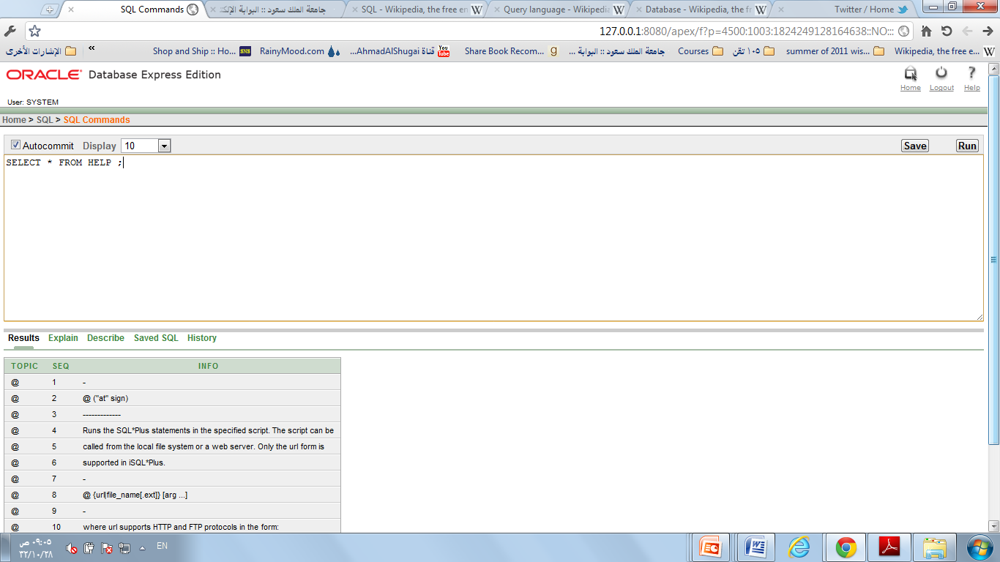 SQL Commands
جامعة الملك سعود :: البوابة الإلكـ
SQL - Wikipedia, the free en
Query language - Wikipedia
Database - Wikipedia, the fr
Twitter / Home
127.0.0.1:8080/apex/f?p=4500:1003:1824249128164638::NO:::
الإشارات الأخرى
«
Shop and Ship :: Ho...
SNS
RainyMood.com
قناة AhmadAlShugai...
You Tube
Share Book Recom...
g
جامعة الملك سعود :: البوابة ...
Courses
١٠٥ تقن
summer of 2011 wis...
Wikipedia, the free e...
ORACLE Database Express Edition
Home
Logout
Help
User: SYSTEM
Home > SQL > SQL Commands
Autocommit Display 10
Save
Run
SELECT * FROM HELP ;
Results Explain Describe Saved SQL History
TOPIC SEQ INFO
@ 1 -
@ 2 @ ("at" sign)
@ 3 -------------
@ 4 Runs the SQL*Plus statements in the specified script. The script can be
@ 5 called from the local file system or a web server. Only the url form is
@ 6 supported in iSQL*Plus.
@ 7 -
@ 8 @ {url|file_name[.ext]} [arg ...]
@ 9 -
@ 10 where url supports HTTP and FTP protocols in the form:
٠٩:٠٥ ص
٣٢/١٠/٢٨
EN